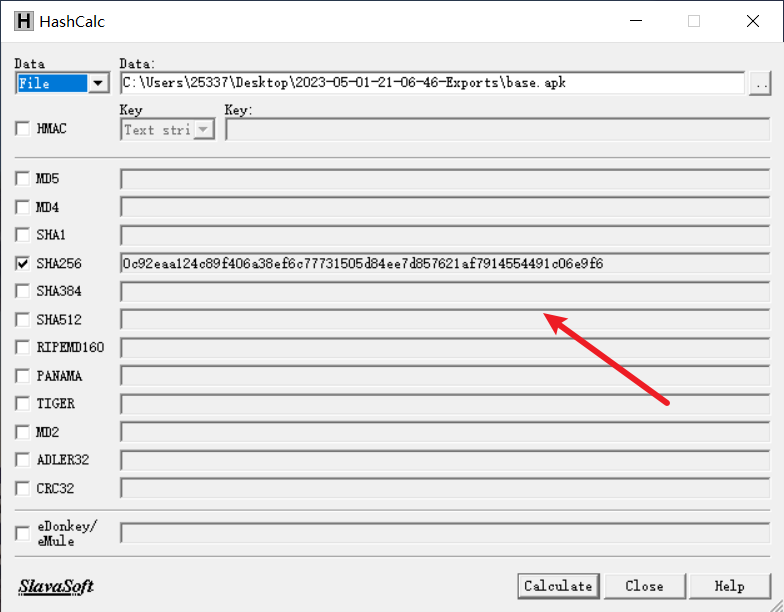 H HashCalc
Data Data:
File C:\Users\25337\Desktop\2023-05-01-21-06-46-Exports\base.apk ..
Key Key:
HMAC Text stri
MD5
MD4
SHA1
SHA256 0c92eaa124c89f406a38ef6c77731505d84ee7d857621af7914554491c06e9f6
SHA384
SHA512
RIPEMD160
PANAMA
TIGER
MD2
ADLER32
CRC32
eDonkey/
eMule
SlavaSoft Calculate Close Help